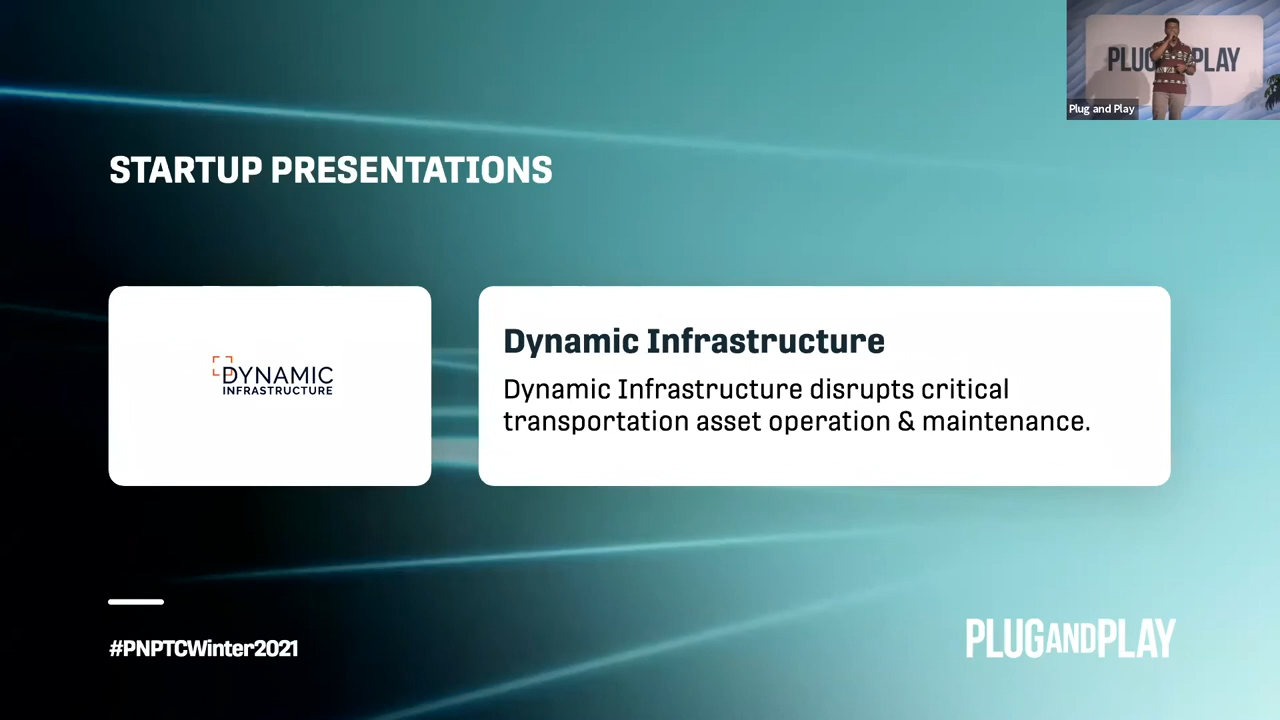 PLUG AND PLAY
Plug and Play
STARTUP PRESENTATIONS
DYNAMIC
INFRASTRUCTURE
Dynamic Infrastructure
Dynamic Infrastructure disrupts critical
transportation asset operation & maintenance.
#PNPTCWinter2021
PLUGANDPLAY